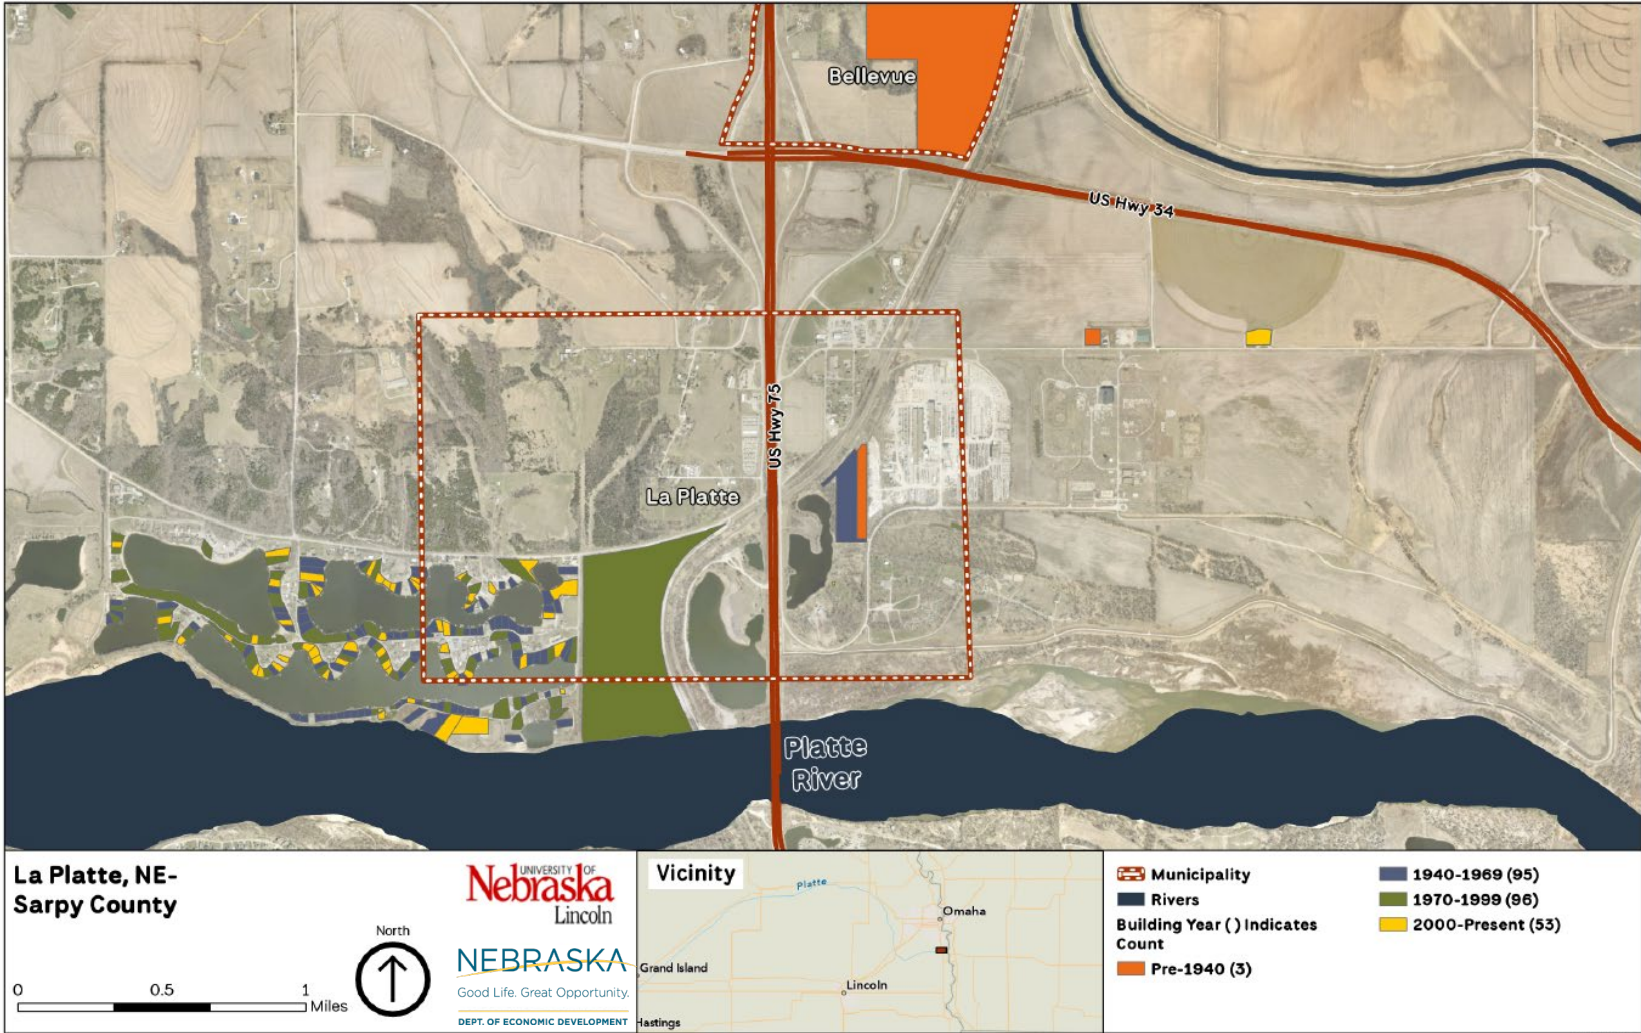 Bellevue
US Hwy 34
US Hwy 75
La Platte
Platte
River
La Platte, NE-
Sarpy County
0
0.5
1
Miles
North
UNIVERSITY OF
Nebraska
Lincoln
NEBRASKA
Good Life. Great Opportunity.
DEPT. OF ECONOMIC DEVELOPMENT
Vicinity
Platte
Omaha
Grand Island
Lincoln
Hastings
Municipality
Rivers
Building Year ( ) Indicates
Count
Pre-1940 (3)
1940-1969 (95)
1970-1999 (96)
2000-Present (53)